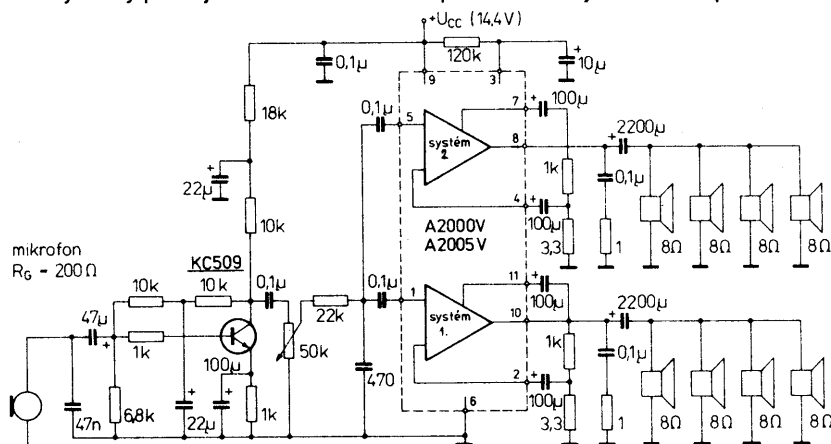 +U_CC (14,4V)
0,1µ
120k
10µ
9
3
18k
0,1µ
7
100µ
5
8
2200µ
systém
2
22µ
1k
0,1µ
10k
4
100µ
A2000V
A2005V
3,3
1
8Ω
8Ω
8Ω
8Ω
mikrofon
R_G - 200Ω
KC509
10k
10k
0,1µ
0,1µ
11
100µ
47µ
22k
1
10
2200µ
systém
1.
1k
50k
1k
0,1µ
100µ
470
2
100µ
6
47n
6,8k
22µ
1k
3,3
1
8Ω
8Ω
8Ω
8Ω